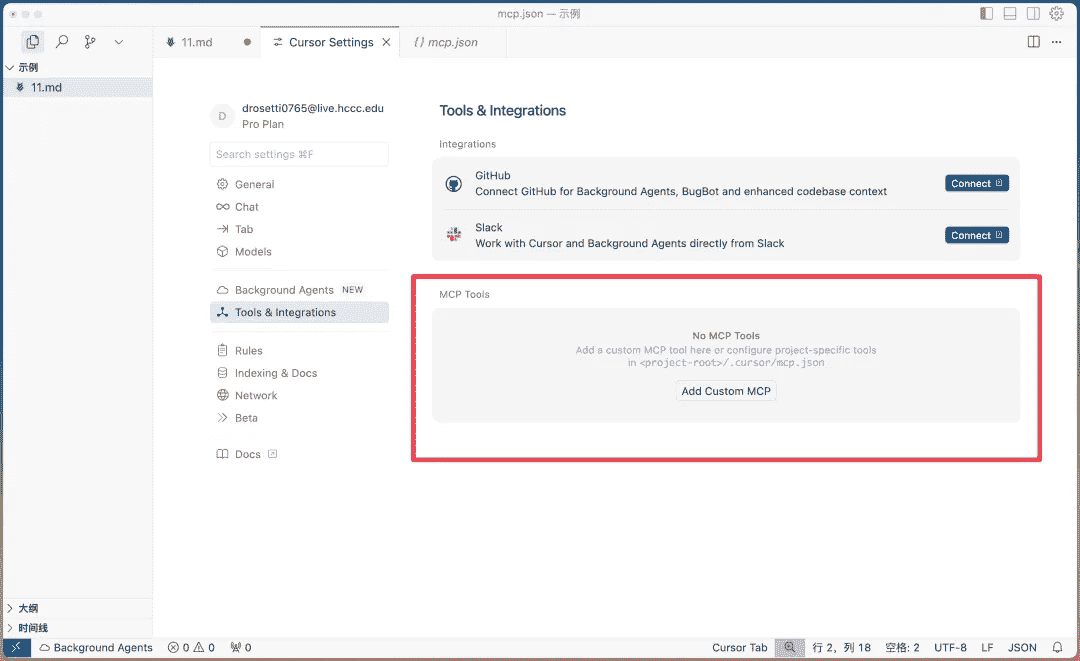 mcp.json — 示例
11.md
Cursor Settings
{} mcp.json
示例
11.md
D
drosetti0765@live.hccc.edu
Pro Plan
Search settings ⌘F
General
Chat
Tab
Models
Background Agents NEW
Tools & Integrations
Rules
Indexing & Docs
Network
Beta
Docs
Tools & Integrations
Integrations
GitHub
Connect GitHub for Background Agents, BugBot and enhanced codebase context
Connect
Slack
Work with Cursor and Background Agents directly from Slack
Connect
MCP Tools
No MCP Tools
Add a custom MCP tool here or configure project-specific tools
in <project-root>/.cursor/mcp.json
Add Custom MCP
大纲
时间线
Background Agents 0 0 0 Cursor Tab 行 2，列 18 空格: 2 UTF-8 LF JSON